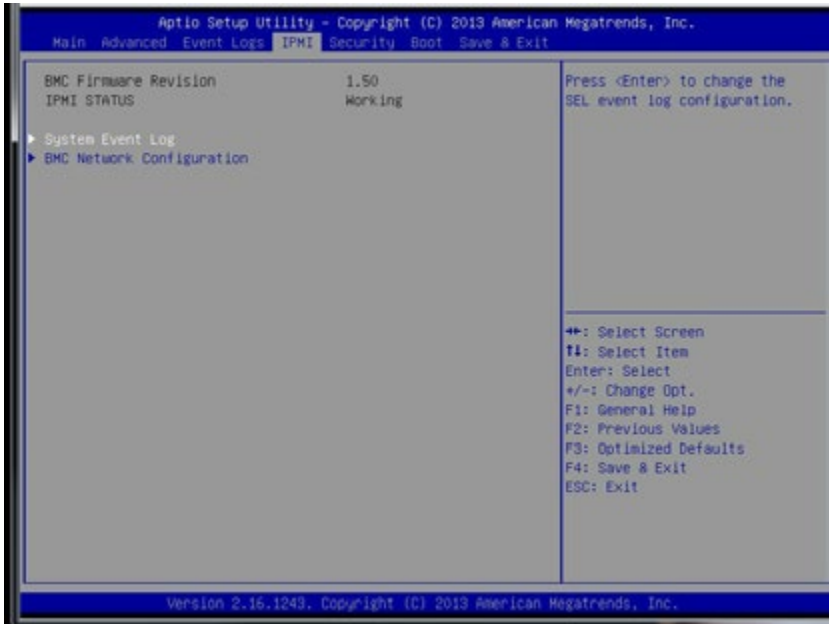 Aptio Setup Utility – Copyright (C) 2013 American Megatrends, Inc.
Main Advanced Event Logs IPMI Security Boot Save & Exit
BMC Firmware Revision 1.50
IPMI STATUS Working
System Event Log
BMC Network Configuration
Press <Enter> to change the
SEL event log configuration.
→←: Select Screen
↑↓: Select Item
Enter: Select
+/-: Change Opt.
F1: General Help
F2: Previous Values
F3: Optimized Defaults
F4: Save & Exit
ESC: Exit
Version 2.16.1243. Copyright (C) 2013 American Megatrends, Inc.